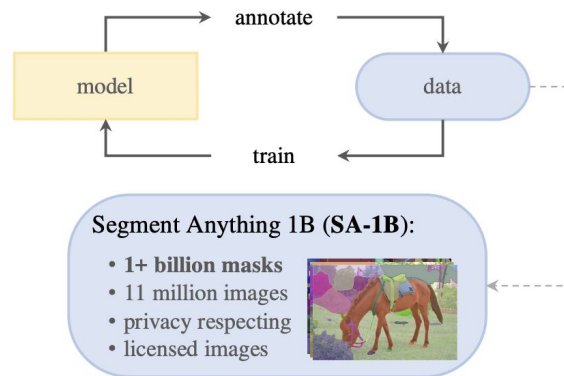 annotate
model
data
train
Segment Anything 1B (SA-1B):
• 1+ billion masks
• 11 million images
• privacy respecting
• licensed images